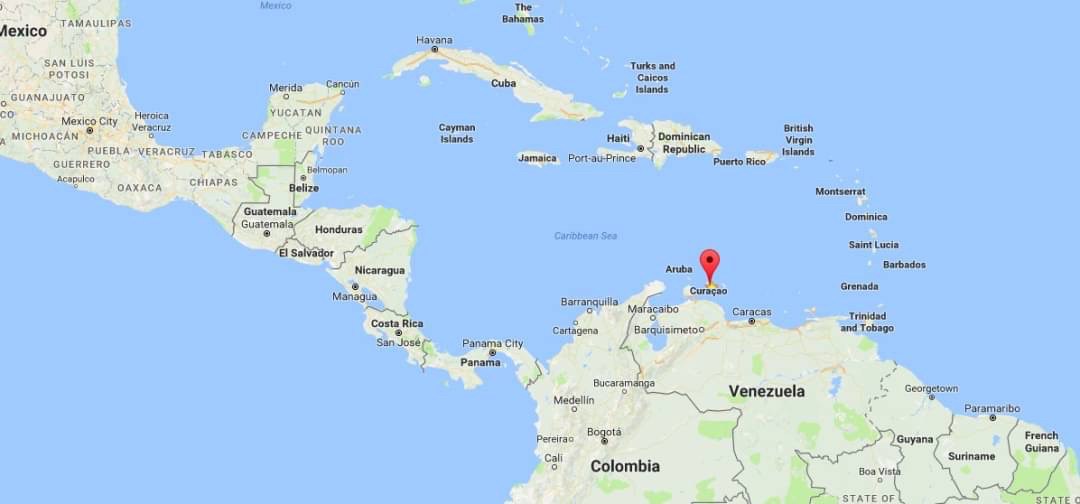 Mexico
TAMAULIPAS
SAN LUIS
POTOSI
GUANAJUATO
Mexico City
MICHOACÁN
Heroica
Veracruz
PUEBLA
VERACRUZ
TABASCO
GUERRERO
Acapulco
OAXACA
CHIAPAS
Mexico
Merida
Cancún
YUCATAN
CAMPECHE
QUINTANA
ROO
Belmopan
Belize
Guatemala
Guatemala
Honduras
El Salvador
Nicaragua
Managua
Costa Rica
San José
Panama City
Panama
The
Bahamas
Havana
Cuba
Turks and
Caicos
Islands
Cayman
Islands
Jamaica
Haiti
Port-au-Prince
Dominican
Republic
Puerto Rico
British
Virgin
Islands
Montserrat
Dominica
Saint Lucia
Barbados
Grenada
Trinidad
and Tobago
Caribbean Sea
Aruba
Curaçao
Barranquilla
Cartagena
Maracaibo
Caracas
Barquisimeto
Bucaramanga
Medellín
Bogotá
Pereira
Cali
Colombia
Venezuela
Georgetown
Paramaribo
Guyana
Suriname
French
Guiana
Boa Vista
STATE OF
STATE OF